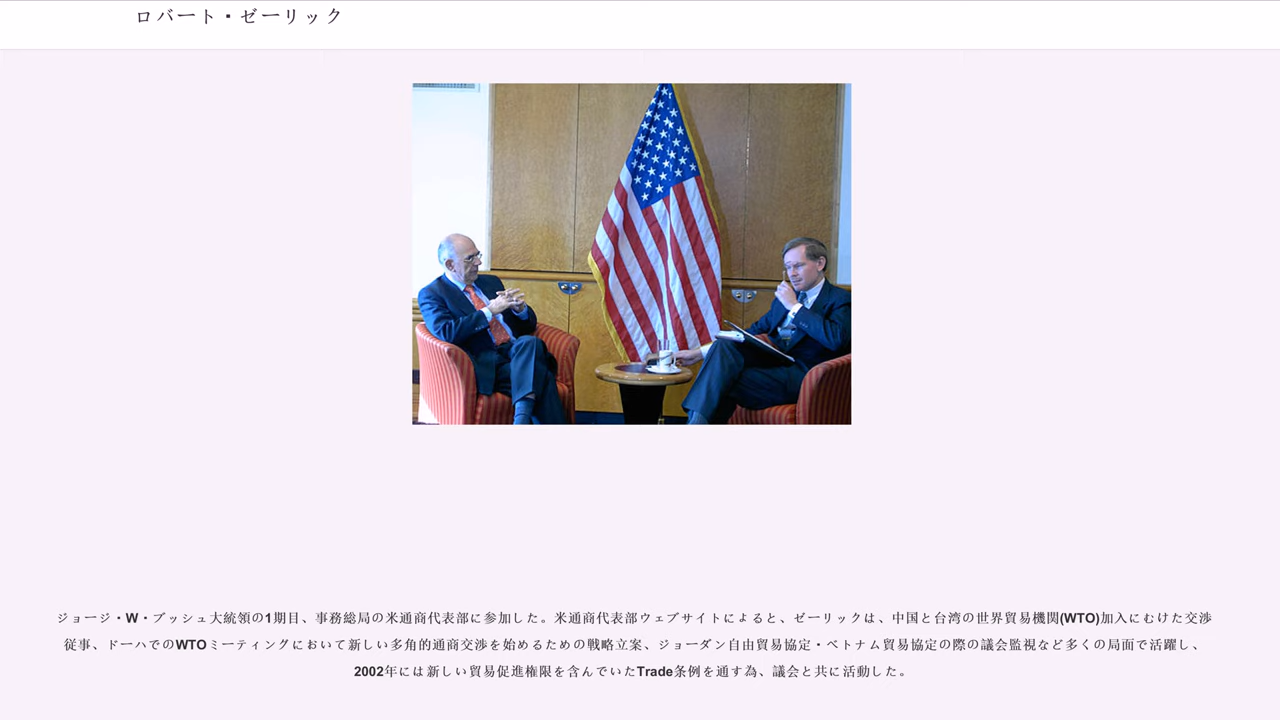 ロバート・ゼーリック
ジョージ・W・ブッシュ大統領の1期目、事務総局の米通商代表部に参加した。米通商代表部ウェブサイトによると、ゼーリックは、中国と台湾の世界貿易機関(WTO)加入にむけた交渉
従事、ドーハでのWTOミーティングにおいて新しい多角的通商交渉を始めるための戦略立案、ジョーダン自由貿易協定・ベトナム貿易協定の際の議会監視など多くの局面で活躍し、
2002年には新しい貿易促進権限を含んでいたTrade条例を通す為、議会と共に活動した。